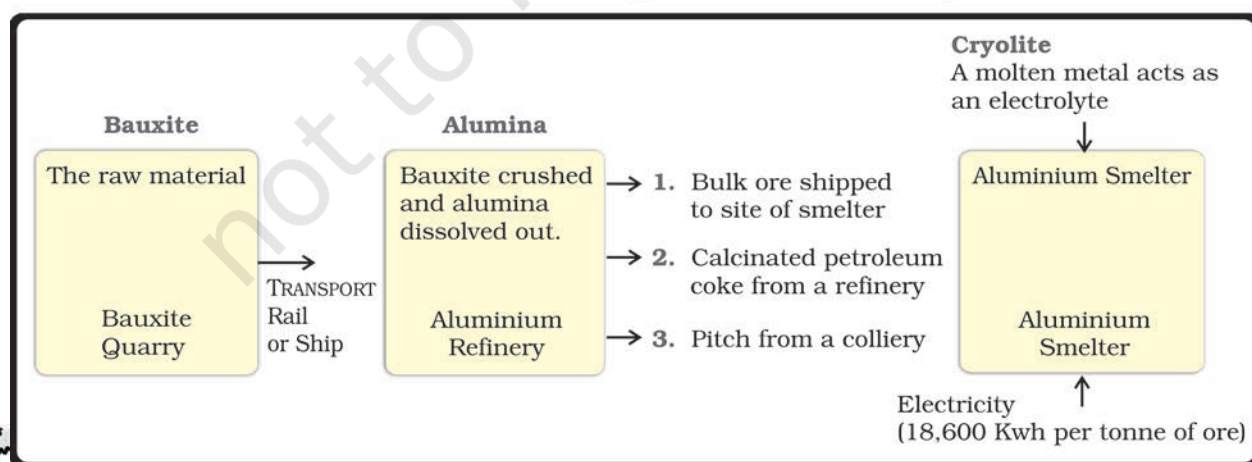 Cryolite
A molten metal acts as
an electrolyte
Bauxite
The raw material
Bauxite
Quarry
TRANSPORT
Rail
or Ship
Alumina
Bauxite crushed
and alumina
dissolved out.
Aluminium
Refinery
1. Bulk ore shipped
to site of smelter
2. Calcinated petroleum
coke from a refinery
3. Pitch from a colliery
Aluminium Smelter
Aluminium
Smelter
Electricity
(18,600 Kwh per tonne of ore)
not to